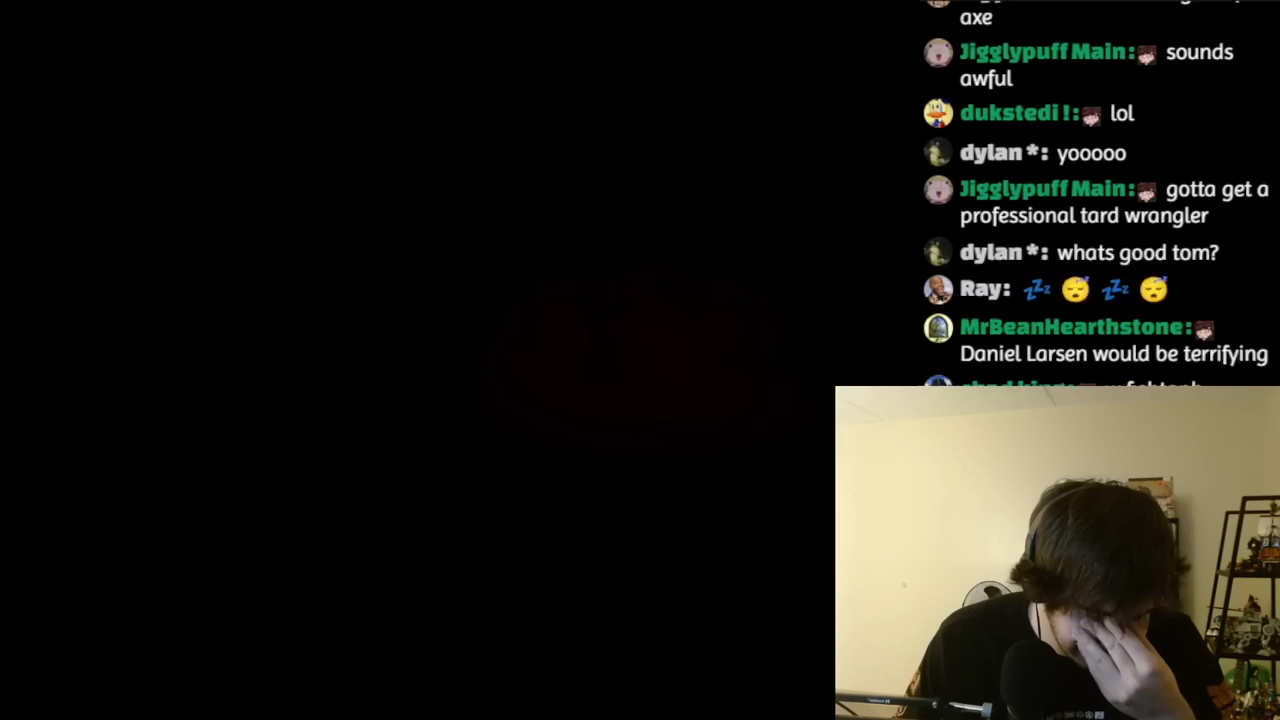 axe
Jigglypuff Main: sounds
awful
dukstedi!: lol
dylan*: yooooo
Jigglypuff Main: gotta get a
professional tard wrangler
dylan*: whats good tom?
Ray:
MrBeanHearthstone:
Daniel Larsen would be terrifying